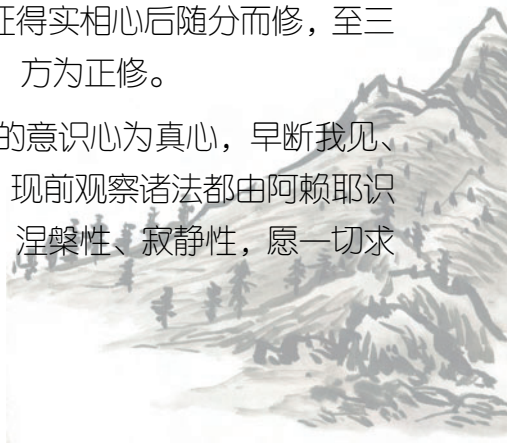 证得实相心后随分而修，至三
方为正修。
的意识心为真心，早断我见、
现前观察诸法都由阿赖耶识
涅槃性、寂静性，愿一切求